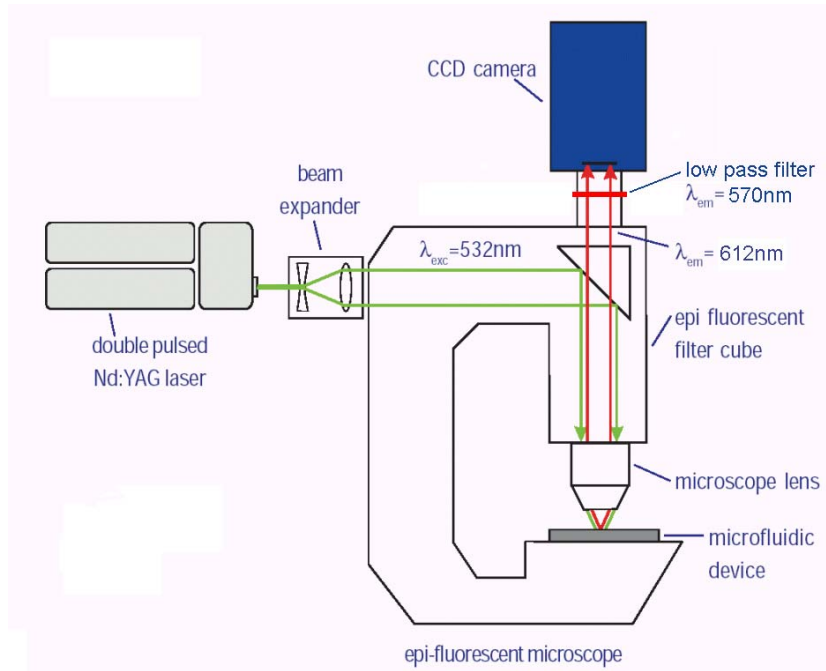 CCD camera
low pass filter
λem= 570nm
beam
expander
λexc=532nm
λem= 612nm
epi fluorescent
filter cube
double pulsed
Nd:YAG laser
microscope lens
microfluidic
device
epi-fluorescent microscope